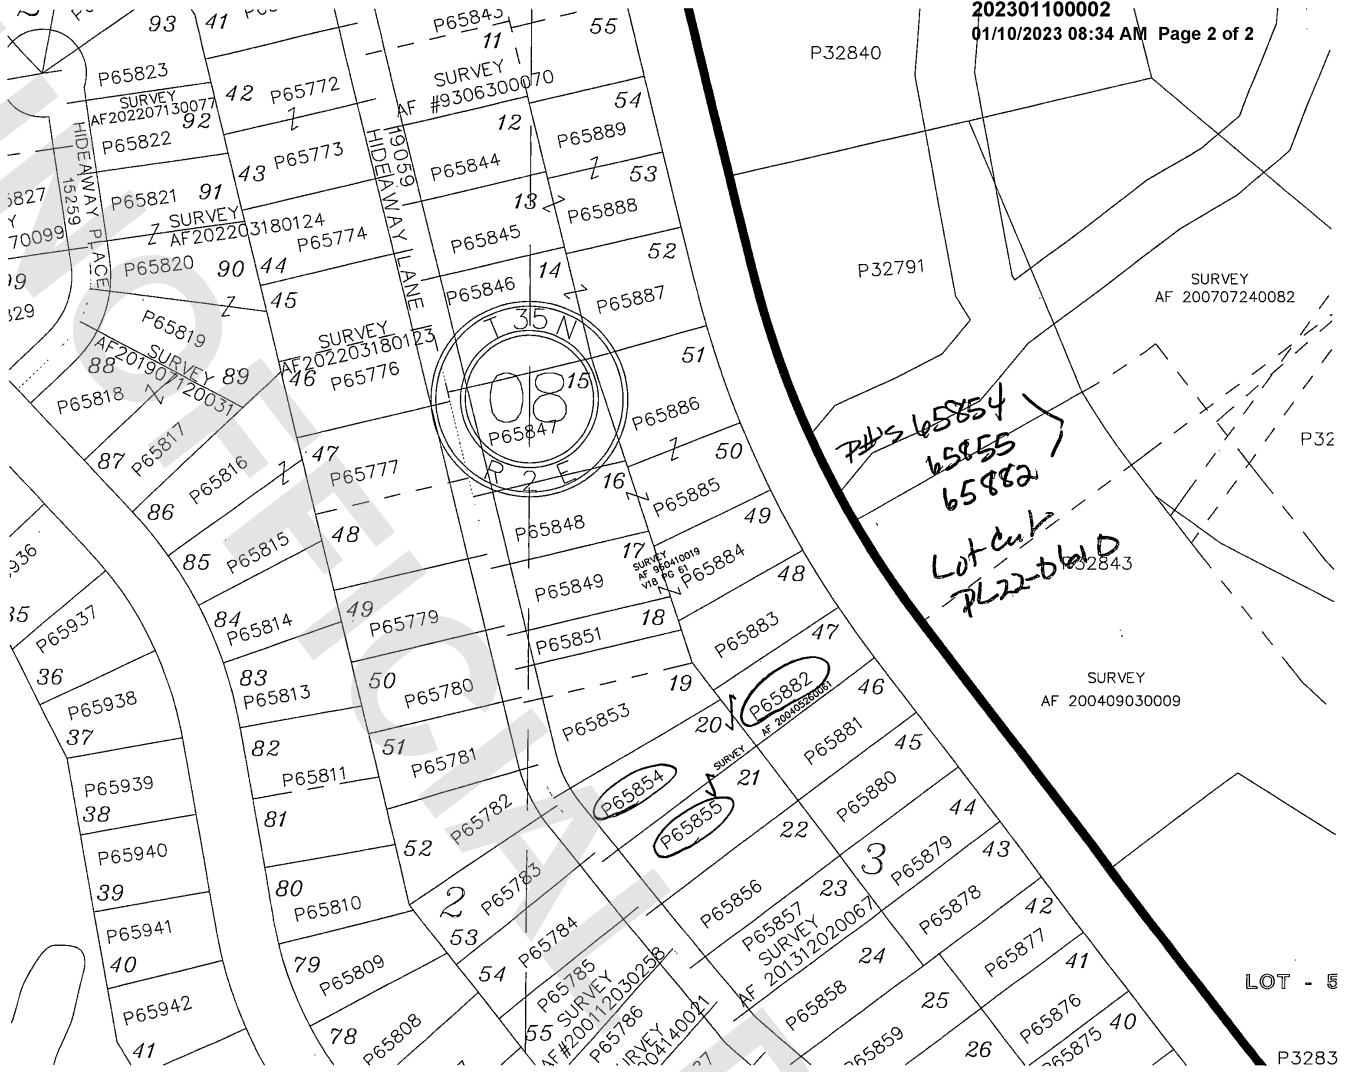 202301100002
01/10/2023 08:34 AM Page 2 of 2
UNOFFICIAL
93
41
P65843
11
55
P32840
P65823
SURVEY
AF202207130077
42
P65772
Z
SURVEY
AF #9306300070
54
92
P65822
12
P65889
HIDEAWAY PLACE
15259
19059
HIDEAWAY LANE
43
P65773
P65844
Z
53
P65821
91
13
Z
P65888
SURVEY
AF202203180124
Z
P65774
P65845
52
70099
P65820
90
44
14
P65846
Z
P65887
P32791
SURVEY
AF 200707240082
45
Z
P65819
SURVEY
AF202203180123
T 35 N
08
R 2 E
SURVEY
AF201907120031
88
89
46
P65776
15
51
P65818
Z
P65847
P65886
P#'S 65854
65855
65882
Lot Cut
PL22-0610
P32
87
P65817
47
P65777
Z
50
86
P65816
Z
16
Z
P65885
P65848
49
48
85
P65815
17
SURVEY
AF 960410019
V18 PG 61
Z
P65884
P65849
48
P32843
P65937
84
P65814
49
P65779
18
P65851
P65883
47
36
83
P65813
50
P65780
19
P65882
AF 200405260061
46
SURVEY
AF 200409030009
P65938
37
82
P65811
51
P65781
P65853
20
SURVEY
P65881
45
P65939
38
81
P65782
P65854
21
P65880
44
P65855
22
P65940
39
80
P65810
52
2
P65783
3
P65879
43
P65856
23
P65878
42
P65941
40
79
P65809
53
P65784
P65857
SURVEY
AF 201312020067
24
P65877
41
54
P65785
SURVEY
AF#200112030258
P65942
78
P65808
55
P65786
P65858
25
P65876
40
LOT - 5
41
P65859
26
P65875
P3283